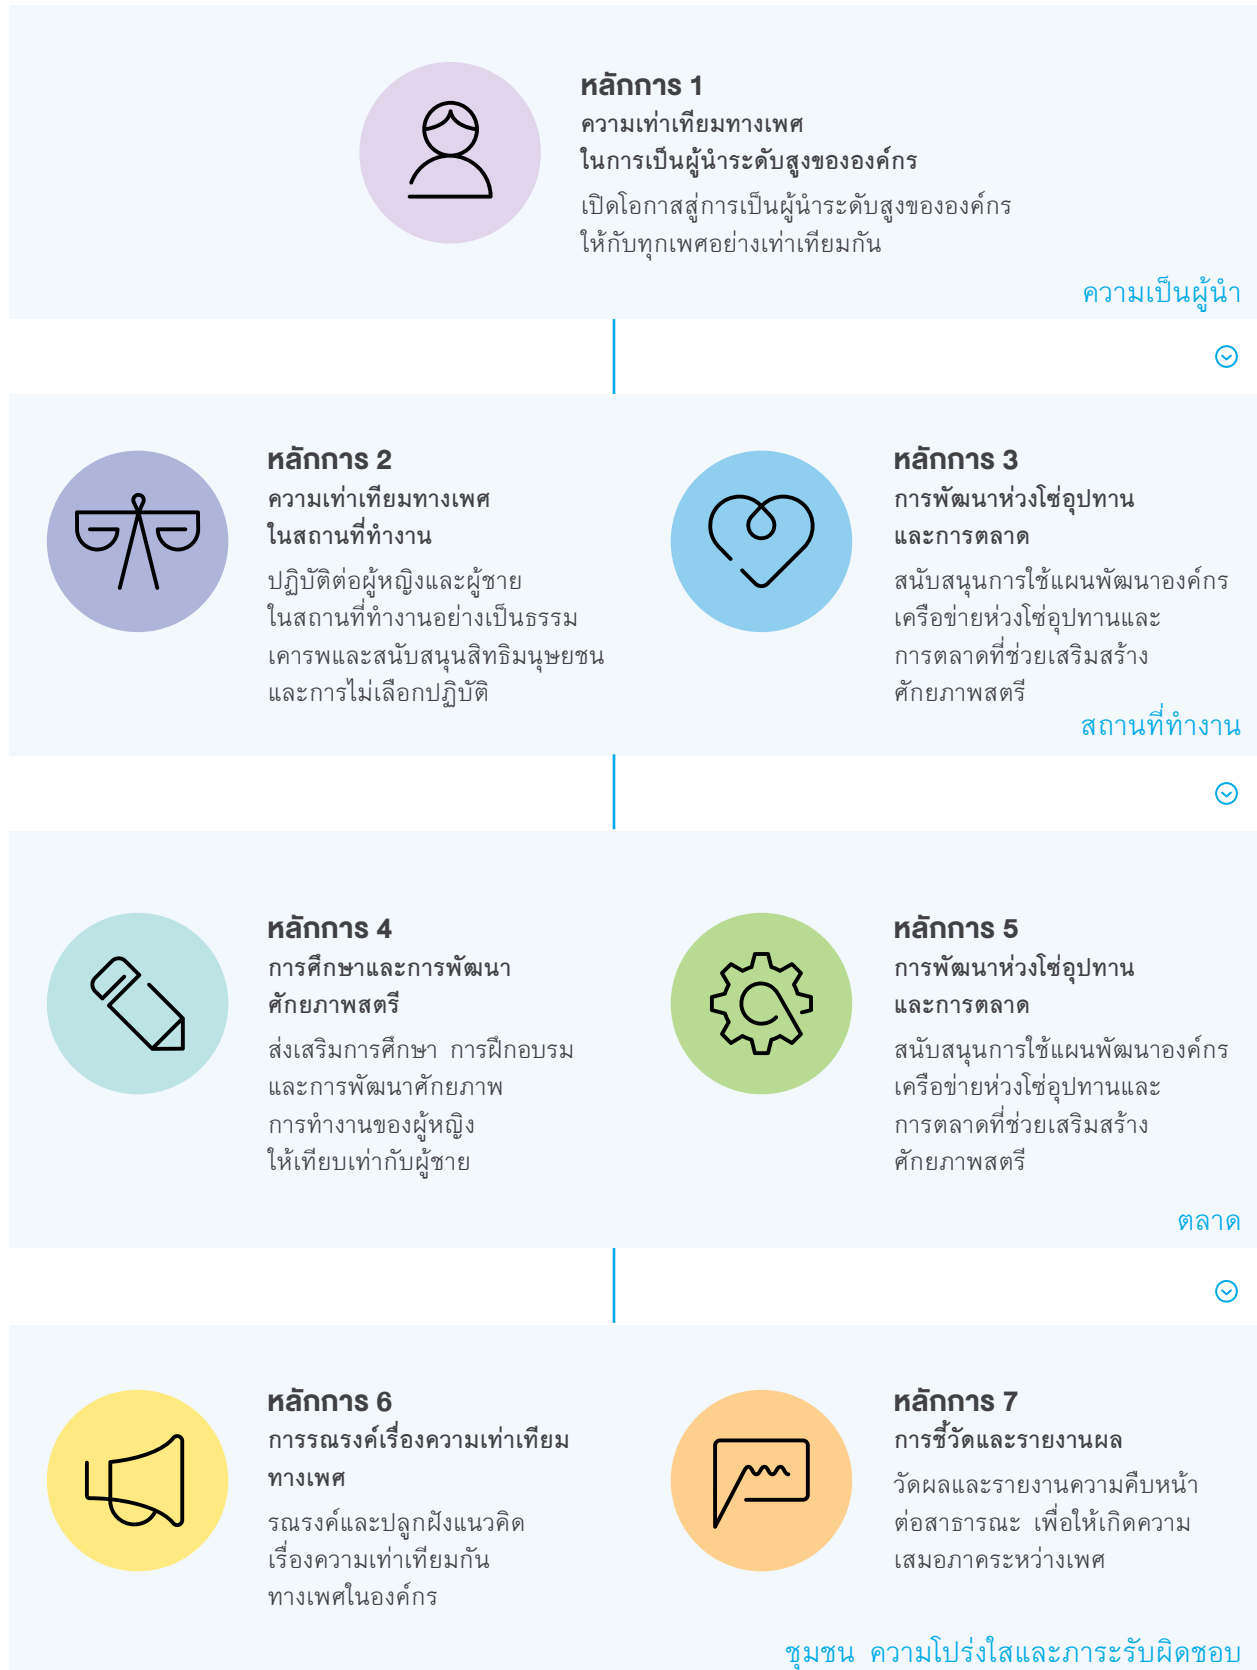 หลักการ 1
ความเท่าเทียมทางเพศ
ในการเป็นผู้นำระดับสูงขององค์กร
เปิดโอกาสสู่การเป็นผู้นำระดับสูงขององค์กร
ให้กับทุกเพศอย่างเท่าเทียมกัน
ความเป็นผู้นำ
หลักการ 2
ความเท่าเทียมทางเพศ
ในสถานที่ทำงาน
ปฏิบัติต่อผู้หญิงและผู้ชาย
ในสถานที่ทำงานอย่างเป็นธรรม
เคารพและสนับสนุนสิทธิมนุษยชน
และการไม่เลือกปฏิบัติ
หลักการ 3
การพัฒนาห่วงโซ่อุปทาน
และการตลาด
สนับสนุนการใช้แผนพัฒนาองค์กร
เครือข่ายห่วงโซ่อุปทานและ
การตลาดที่ช่วยเสริมสร้าง
ศักยภาพสตรี
สถานที่ทำงาน
หลักการ 4
การศึกษาและการพัฒนา
ศักยภาพสตรี
ส่งเสริมการศึกษา การฝึกอบรม
และการพัฒนาศักยภาพ
การทำงานของผู้หญิง
ให้เทียบเท่ากับผู้ชาย
หลักการ 5
การพัฒนาห่วงโซ่อุปทาน
และการตลาด
สนับสนุนการใช้แผนพัฒนาองค์กร
เครือข่ายห่วงโซ่อุปทานและ
การตลาดที่ช่วยเสริมสร้าง
ศักยภาพสตรี
ตลาด
หลักการ 6
การรณรงค์เรื่องความเท่าเทียม
ทางเพศ
รณรงค์และปลูกฝังแนวคิด
เรื่องความเท่าเทียมกัน
ทางเพศในองค์กร
หลักการ 7
การชี้วัดและรายงานผล
วัดผลและรายงานความคืบหน้า
ต่อสาธารณะ เพื่อให้เกิดความ
เสมอภาคระหว่างเพศ
ชุมชน ความโปร่งใสและภาระรับผิดชอบ